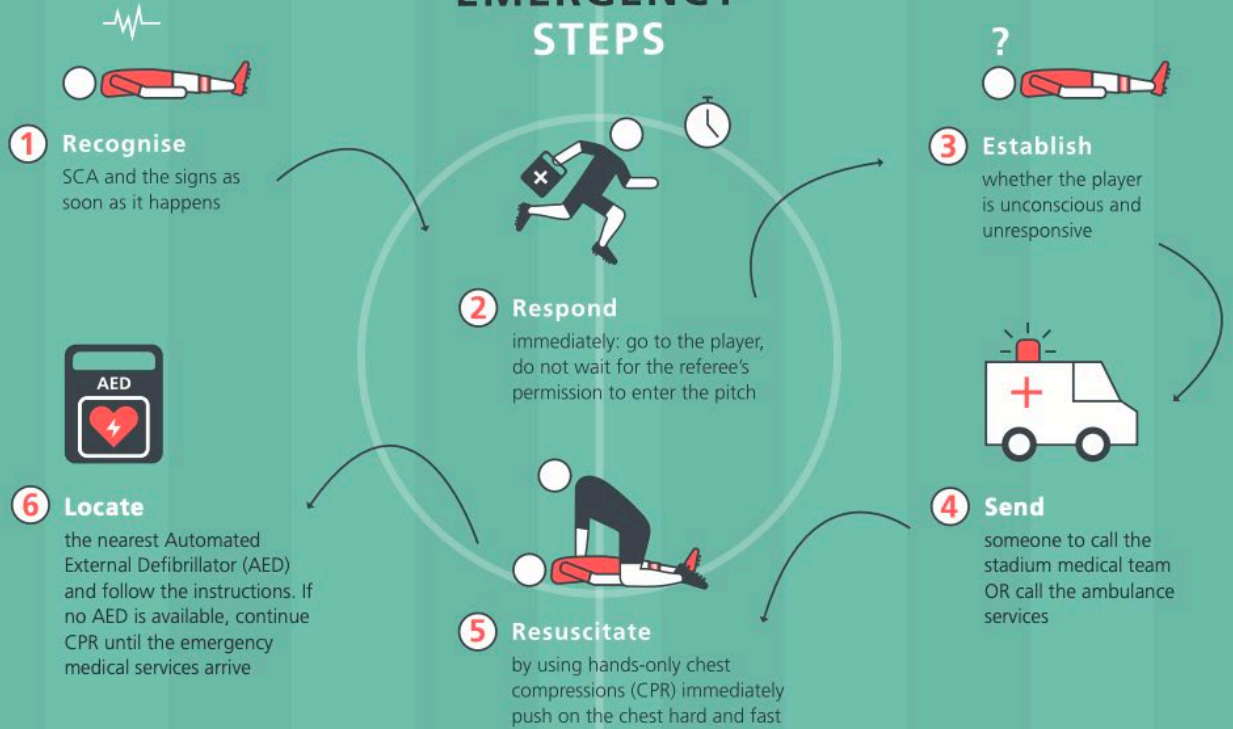 EMERGENCY
STEPS
1 Recognise
SCA and the signs as
soon as it happens
2 Respond
immediately: go to the player,
do not wait for the referee's
permission to enter the pitch
?
3 Establish
whether the player
is unconscious and
unresponsive
4 Send
someone to call the
stadium medical team
OR call the ambulance
services
5 Resuscitate
by using hands-only chest
compressions (CPR) immediately
push on the chest hard and fast
AED
6 Locate
the nearest Automated
External Defibrillator (AED)
and follow the instructions. If
no AED is available, continue
CPR until the emergency
medical services arrive